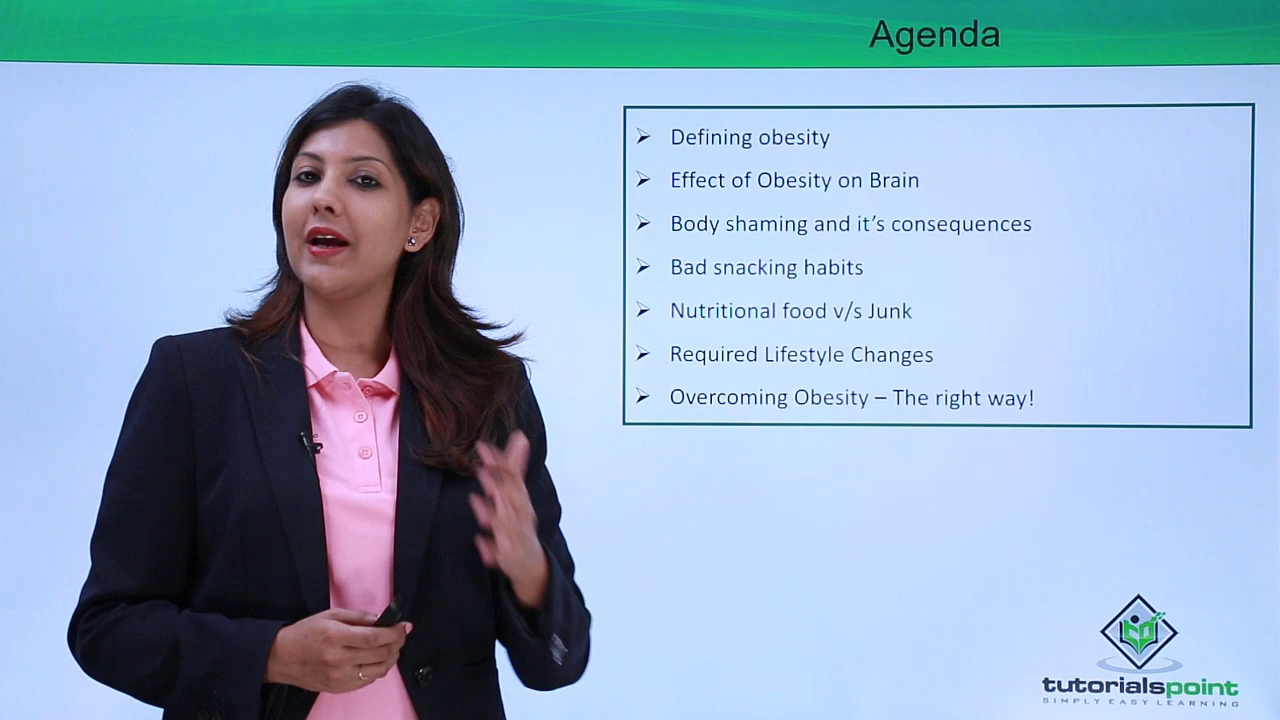 Agenda
Defining obesity
Effect of Obesity on Brain
Body shaming and it's consequences
Bad snacking habits
Nutritional food v/s Junk
Required Lifestyle Changes
Overcoming Obesity – The right way!
tutorialspoint
SIMPLY EASY LEARNING